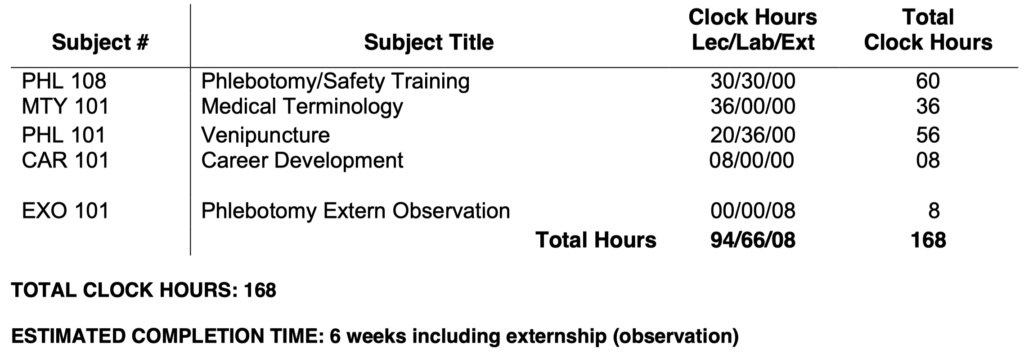 Subject # Subject Title Clock Hours Lec/Lab/Ext Total Clock Hours
PHL 108 Phlebotomy/Safety Training 30/30/00 60
MTY 101 Medical Terminology 36/00/00 36
PHL 101 Venipuncture 20/36/00 56
CAR 101 Career Development 08/00/00 08
EXO 101 Phlebotomy Extern Observation 00/00/08 8
Total Hours 94/66/08 168
TOTAL CLOCK HOURS: 168
ESTIMATED COMPLETION TIME: 6 weeks including externship (observation)